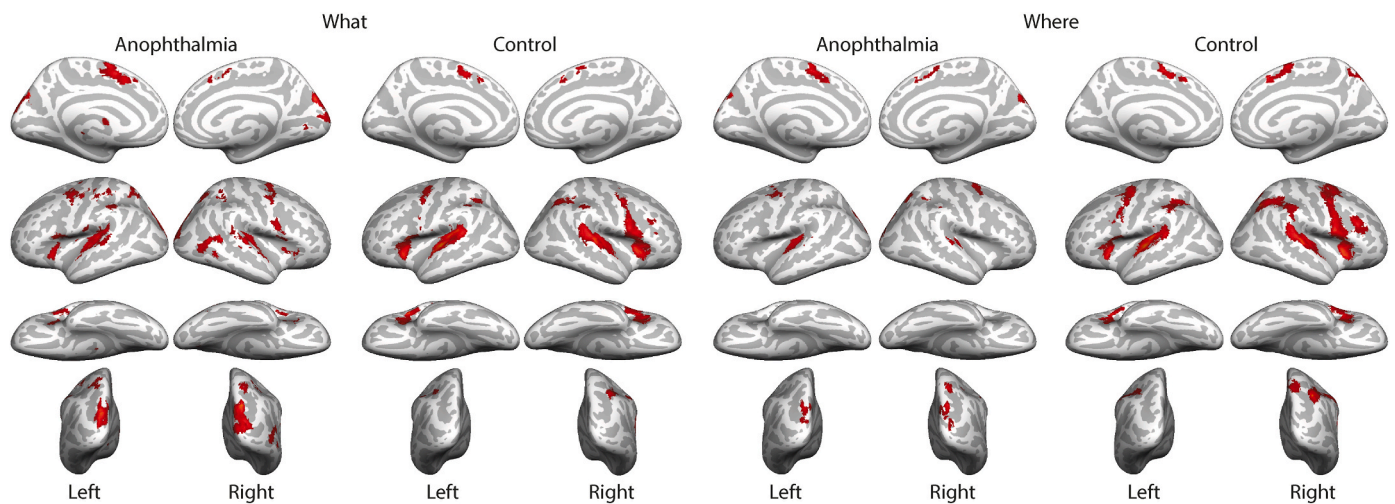 What Where
Anophthalmia Control Anophthalmia Control
Left Right Left Right Left Right Left Right